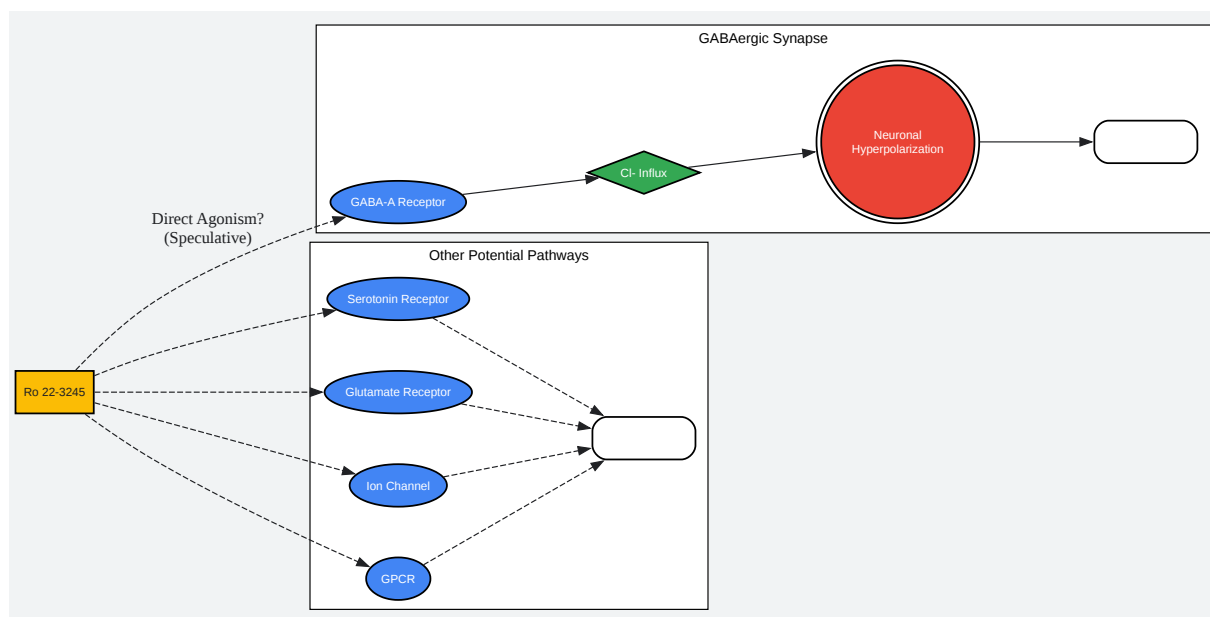 GABAergic Synapse
Neuronal
Hyperpolarization
Cl- Influx
GABA-A Receptor
Direct Agonism?
(Speculative)
Other Potential Pathways
Serotonin Receptor
Ro 22-3245
Glutamate Receptor
Ion Channel
GPCR